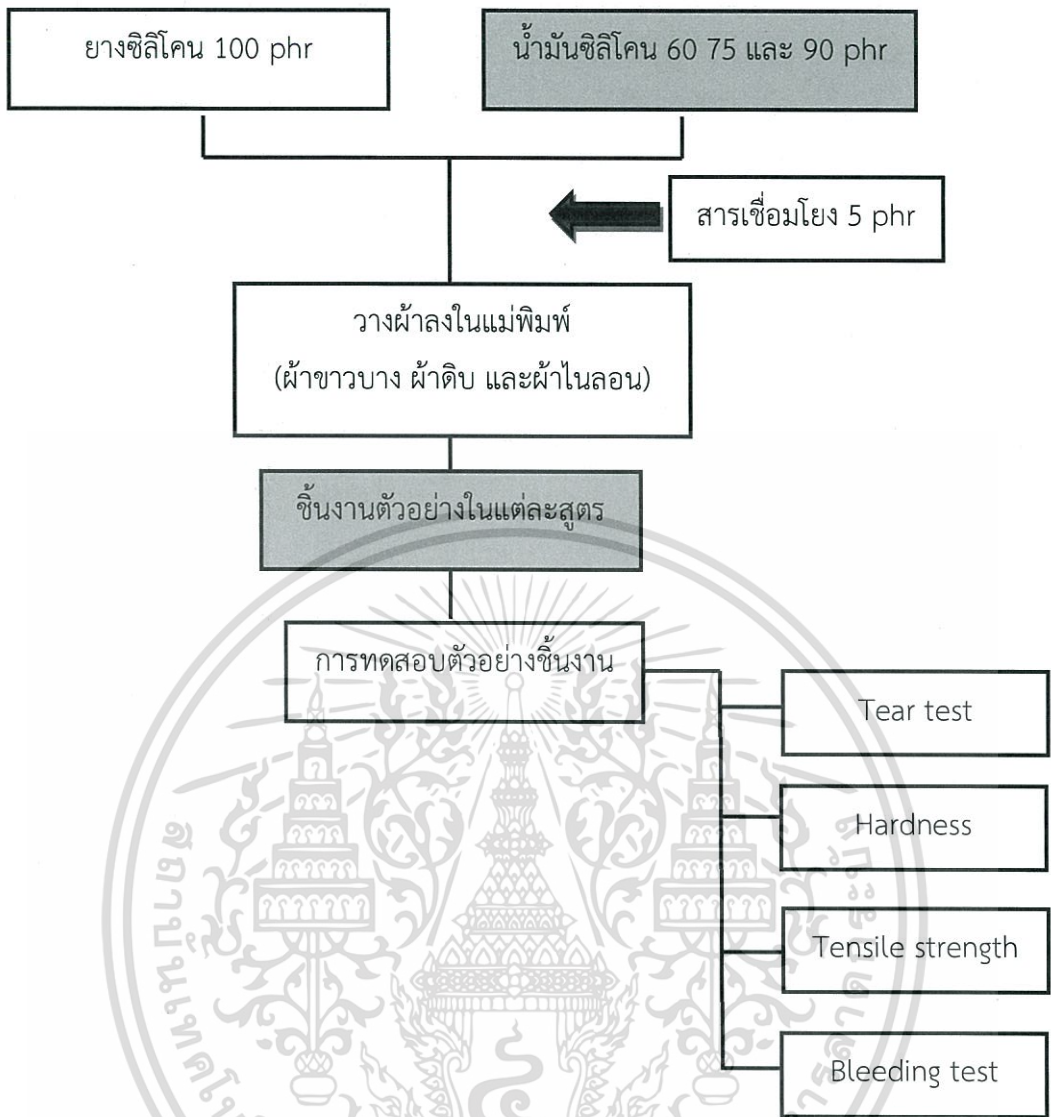 ยางซิลิโคน 100 phr
น้ำมันซิลิโคน 60 75 และ 90 phr
สารเชื่อมโยง 5 phr
วางผ้าลงในแม่พิมพ์
(ผ้าขาวบาง ผ้าดิบ และผ้าไนลอน)
ชิ้นงานตัวอย่างในแต่ละสูตร
การทดสอบตัวอย่างชิ้นงาน
Tear test
Hardness
Tensile strength
Bleeding test